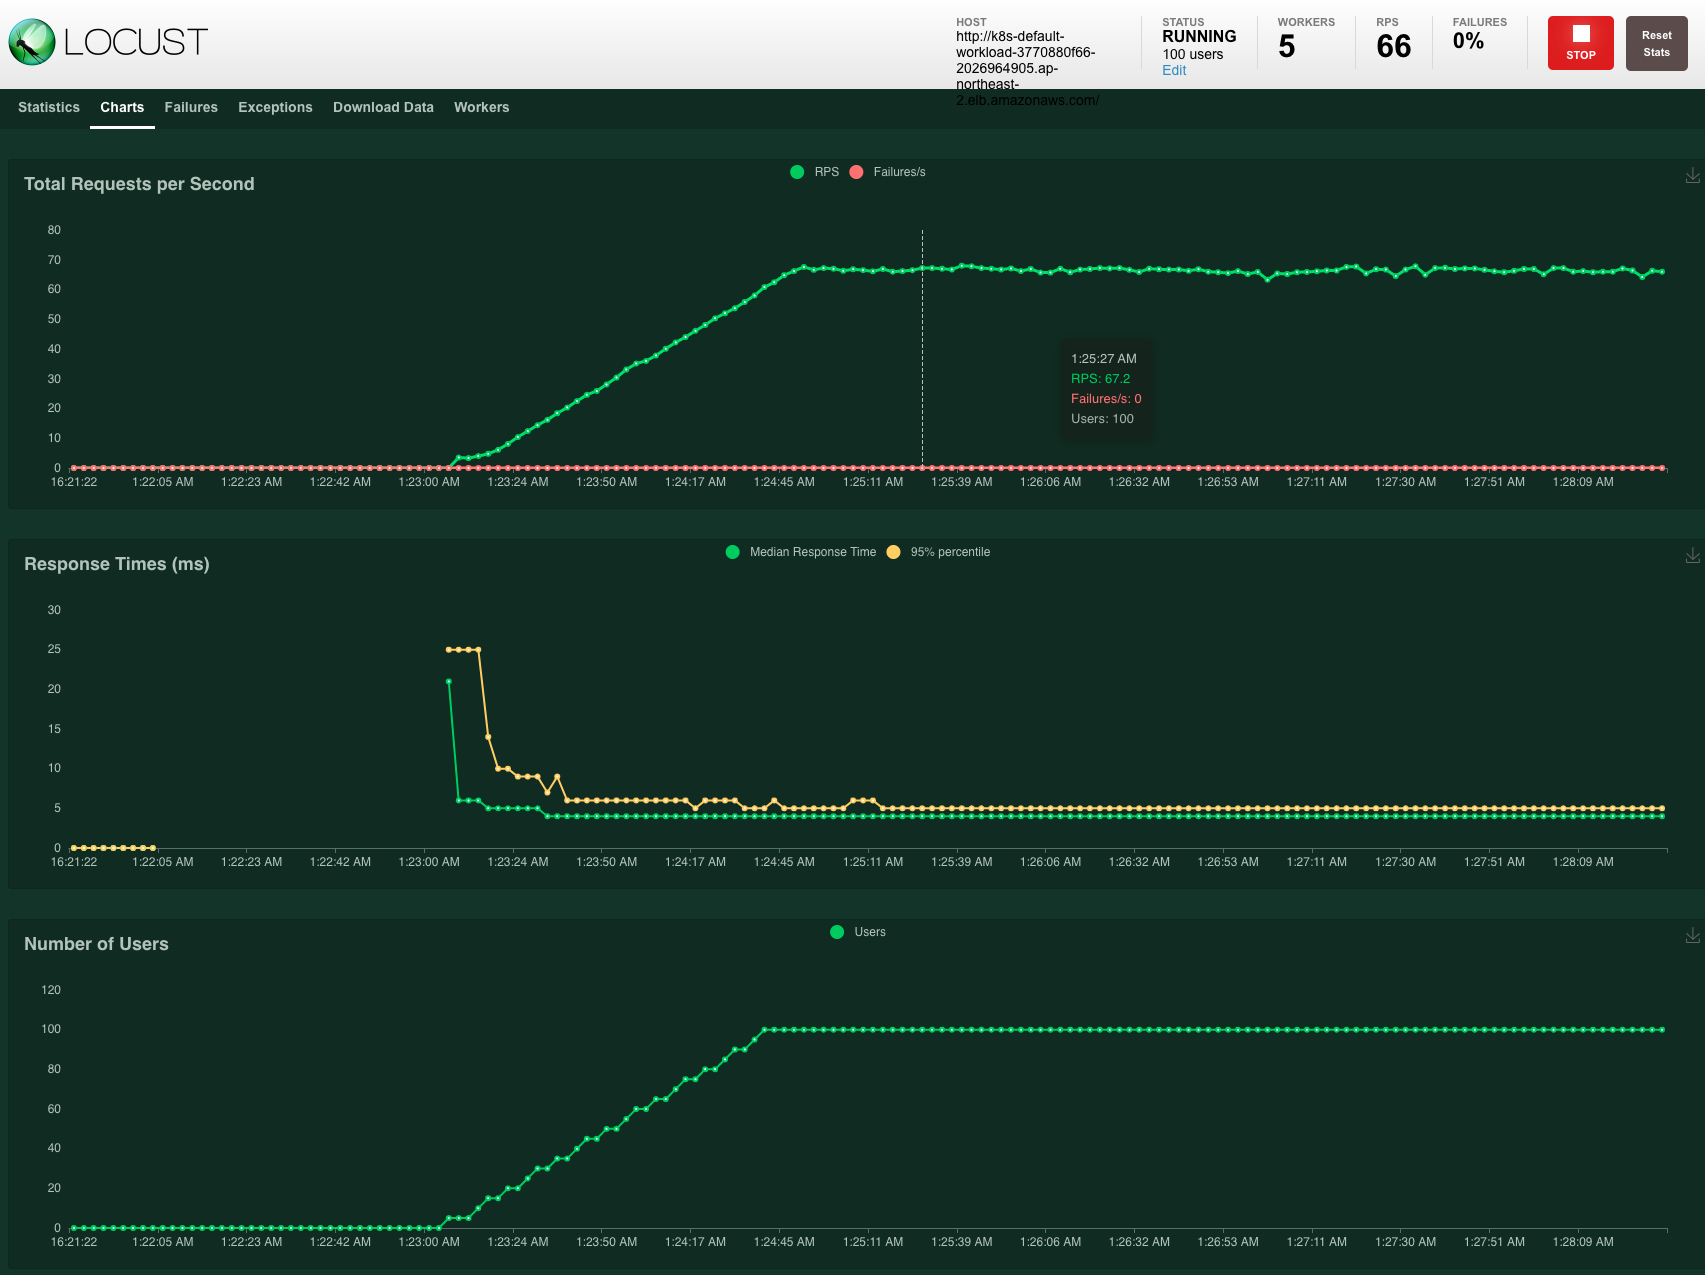 LOCUST
HOST
http://k8s-default-
workload-3770880f66-
2026964905.ap-
northeast-
2.elb.amazonaws.com/
STATUS
RUNNING
100 users
Edit
WORKERS
5
RPS
66
FAILURES
0%
STOP
Reset
Stats
Statistics Charts Failures Exceptions Download Data Workers
Total Requests per Second
RPS Failures/s
80
70
60
50
40
30
20
10
0
1:25:27 AM
RPS: 67.2
Failures/s: 0
Users: 100
16:21:22 1:22:05 AM 1:22:23 AM 1:22:42 AM 1:23:00 AM 1:23:24 AM 1:23:50 AM 1:24:17 AM 1:24:45 AM 1:25:11 AM 1:25:39 AM 1:26:06 AM 1:26:32 AM 1:26:53 AM 1:27:11 AM 1:27:30 AM 1:27:51 AM 1:28:09 AM
Response Times (ms)
Median Response Time 95% percentile
30
25
20
15
10
5
0
16:21:22 1:22:05 AM 1:22:23 AM 1:22:42 AM 1:23:00 AM 1:23:24 AM 1:23:50 AM 1:24:17 AM 1:24:45 AM 1:25:11 AM 1:25:39 AM 1:26:06 AM 1:26:32 AM 1:26:53 AM 1:27:11 AM 1:27:30 AM 1:27:51 AM 1:28:09 AM
Number of Users
Users
120
100
80
60
40
20
0
16:21:22 1:22:05 AM 1:22:23 AM 1:22:42 AM 1:23:00 AM 1:23:24 AM 1:23:50 AM 1:24:17 AM 1:24:45 AM 1:25:11 AM 1:25:39 AM 1:26:06 AM 1:26:32 AM 1:26:53 AM 1:27:11 AM 1:27:30 AM 1:27:51 AM 1:28:09 AM